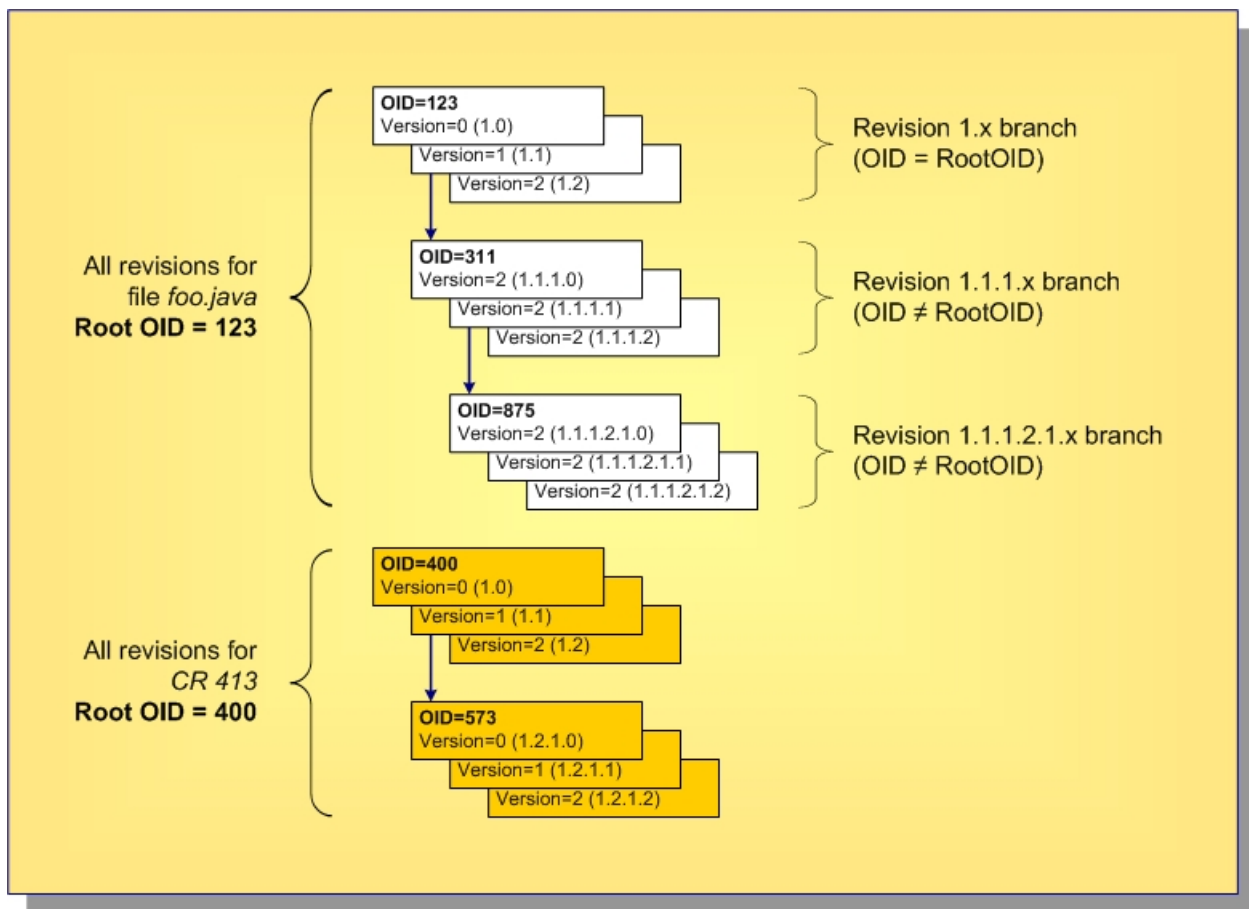 OID=123
Version=0 (1.0)
Version=1 (1.1)
Version=2 (1.2)
Revision 1.x branch
(OID = RootOID)
All revisions for
file foo.java
Root OID = 123
OID=311
Version=2 (1.1.1.0)
Version=2 (1.1.1.1)
Version=2 (1.1.1.2)
Revision 1.1.1.x branch
(OID ≠ RootOID)
OID=875
Version=2 (1.1.1.2.1.0)
Version=2 (1.1.1.2.1.1)
Version=2 (1.1.1.2.1.2)
Revision 1.1.1.2.1.x branch
(OID ≠ RootOID)
OID=400
Version=0 (1.0)
Version=1 (1.1)
Version=2 (1.2)
All revisions for
CR 413
Root OID = 400
OID=573
Version=0 (1.2.1.0)
Version=1 (1.2.1.1)
Version=2 (1.2.1.2)